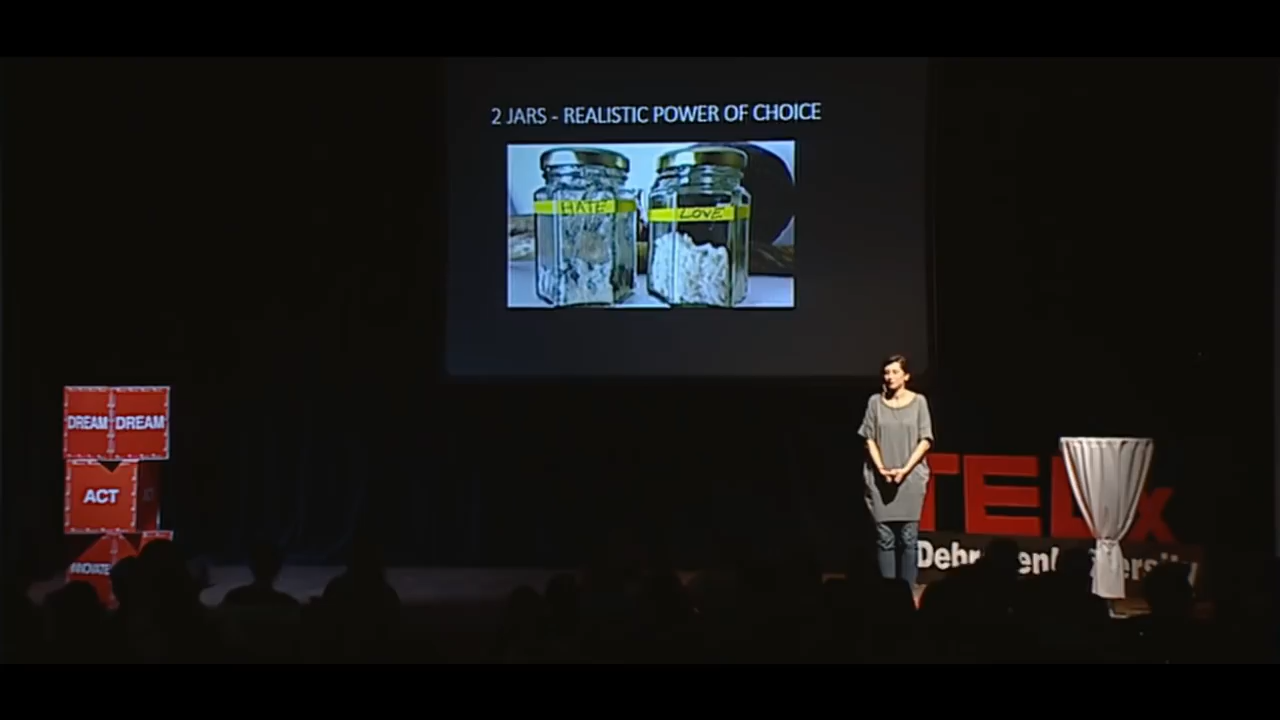 2 JARS - REALISTIC POWER OF CHOICE
HATE
LOVE
DREAM DREAM
ACT
TEDx